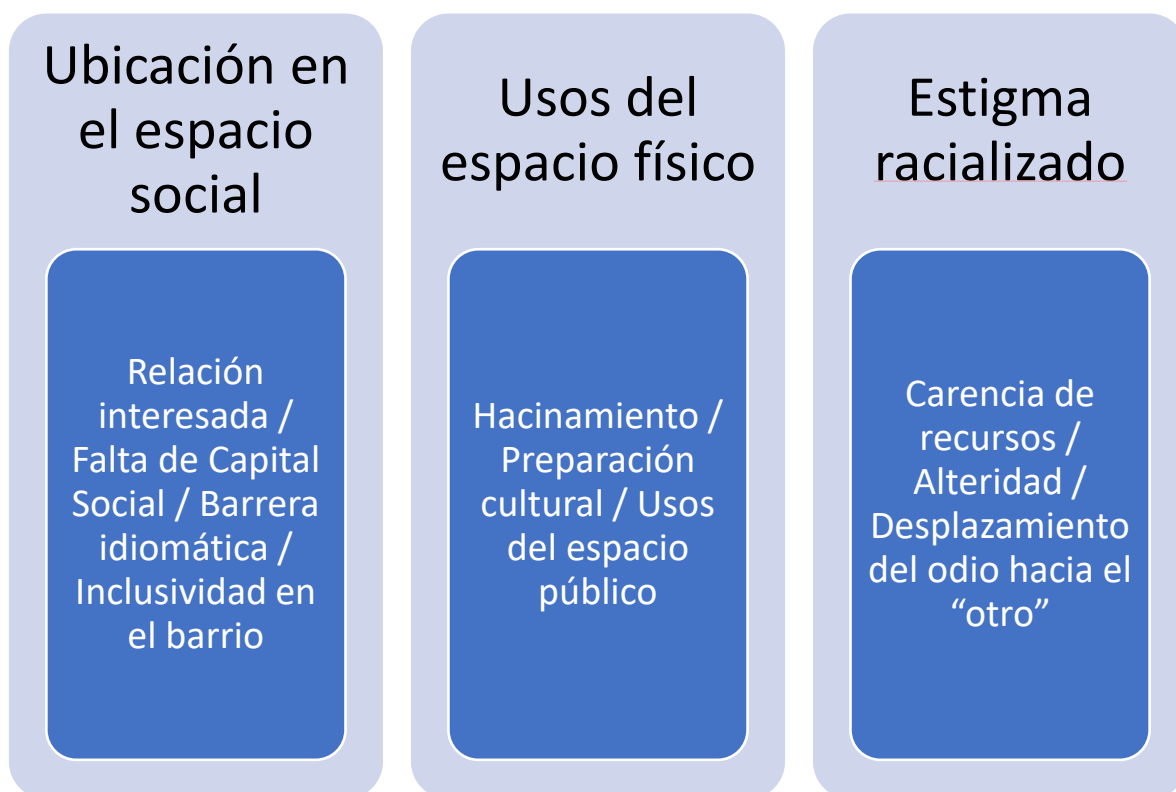 Ubicación en
el espacio
social
Relación
interesada /
Falta de Capital
Social / Barrera
idiomática /
Inclusividad en
el barrio
Usos del
espacio físico
Hacinamiento /
Preparación
cultural / Usos
del espacio
público
Estigma
racializado
Carencia de
recursos /
Alteridad /
Desplazamiento
del odio hacia el
“otro”